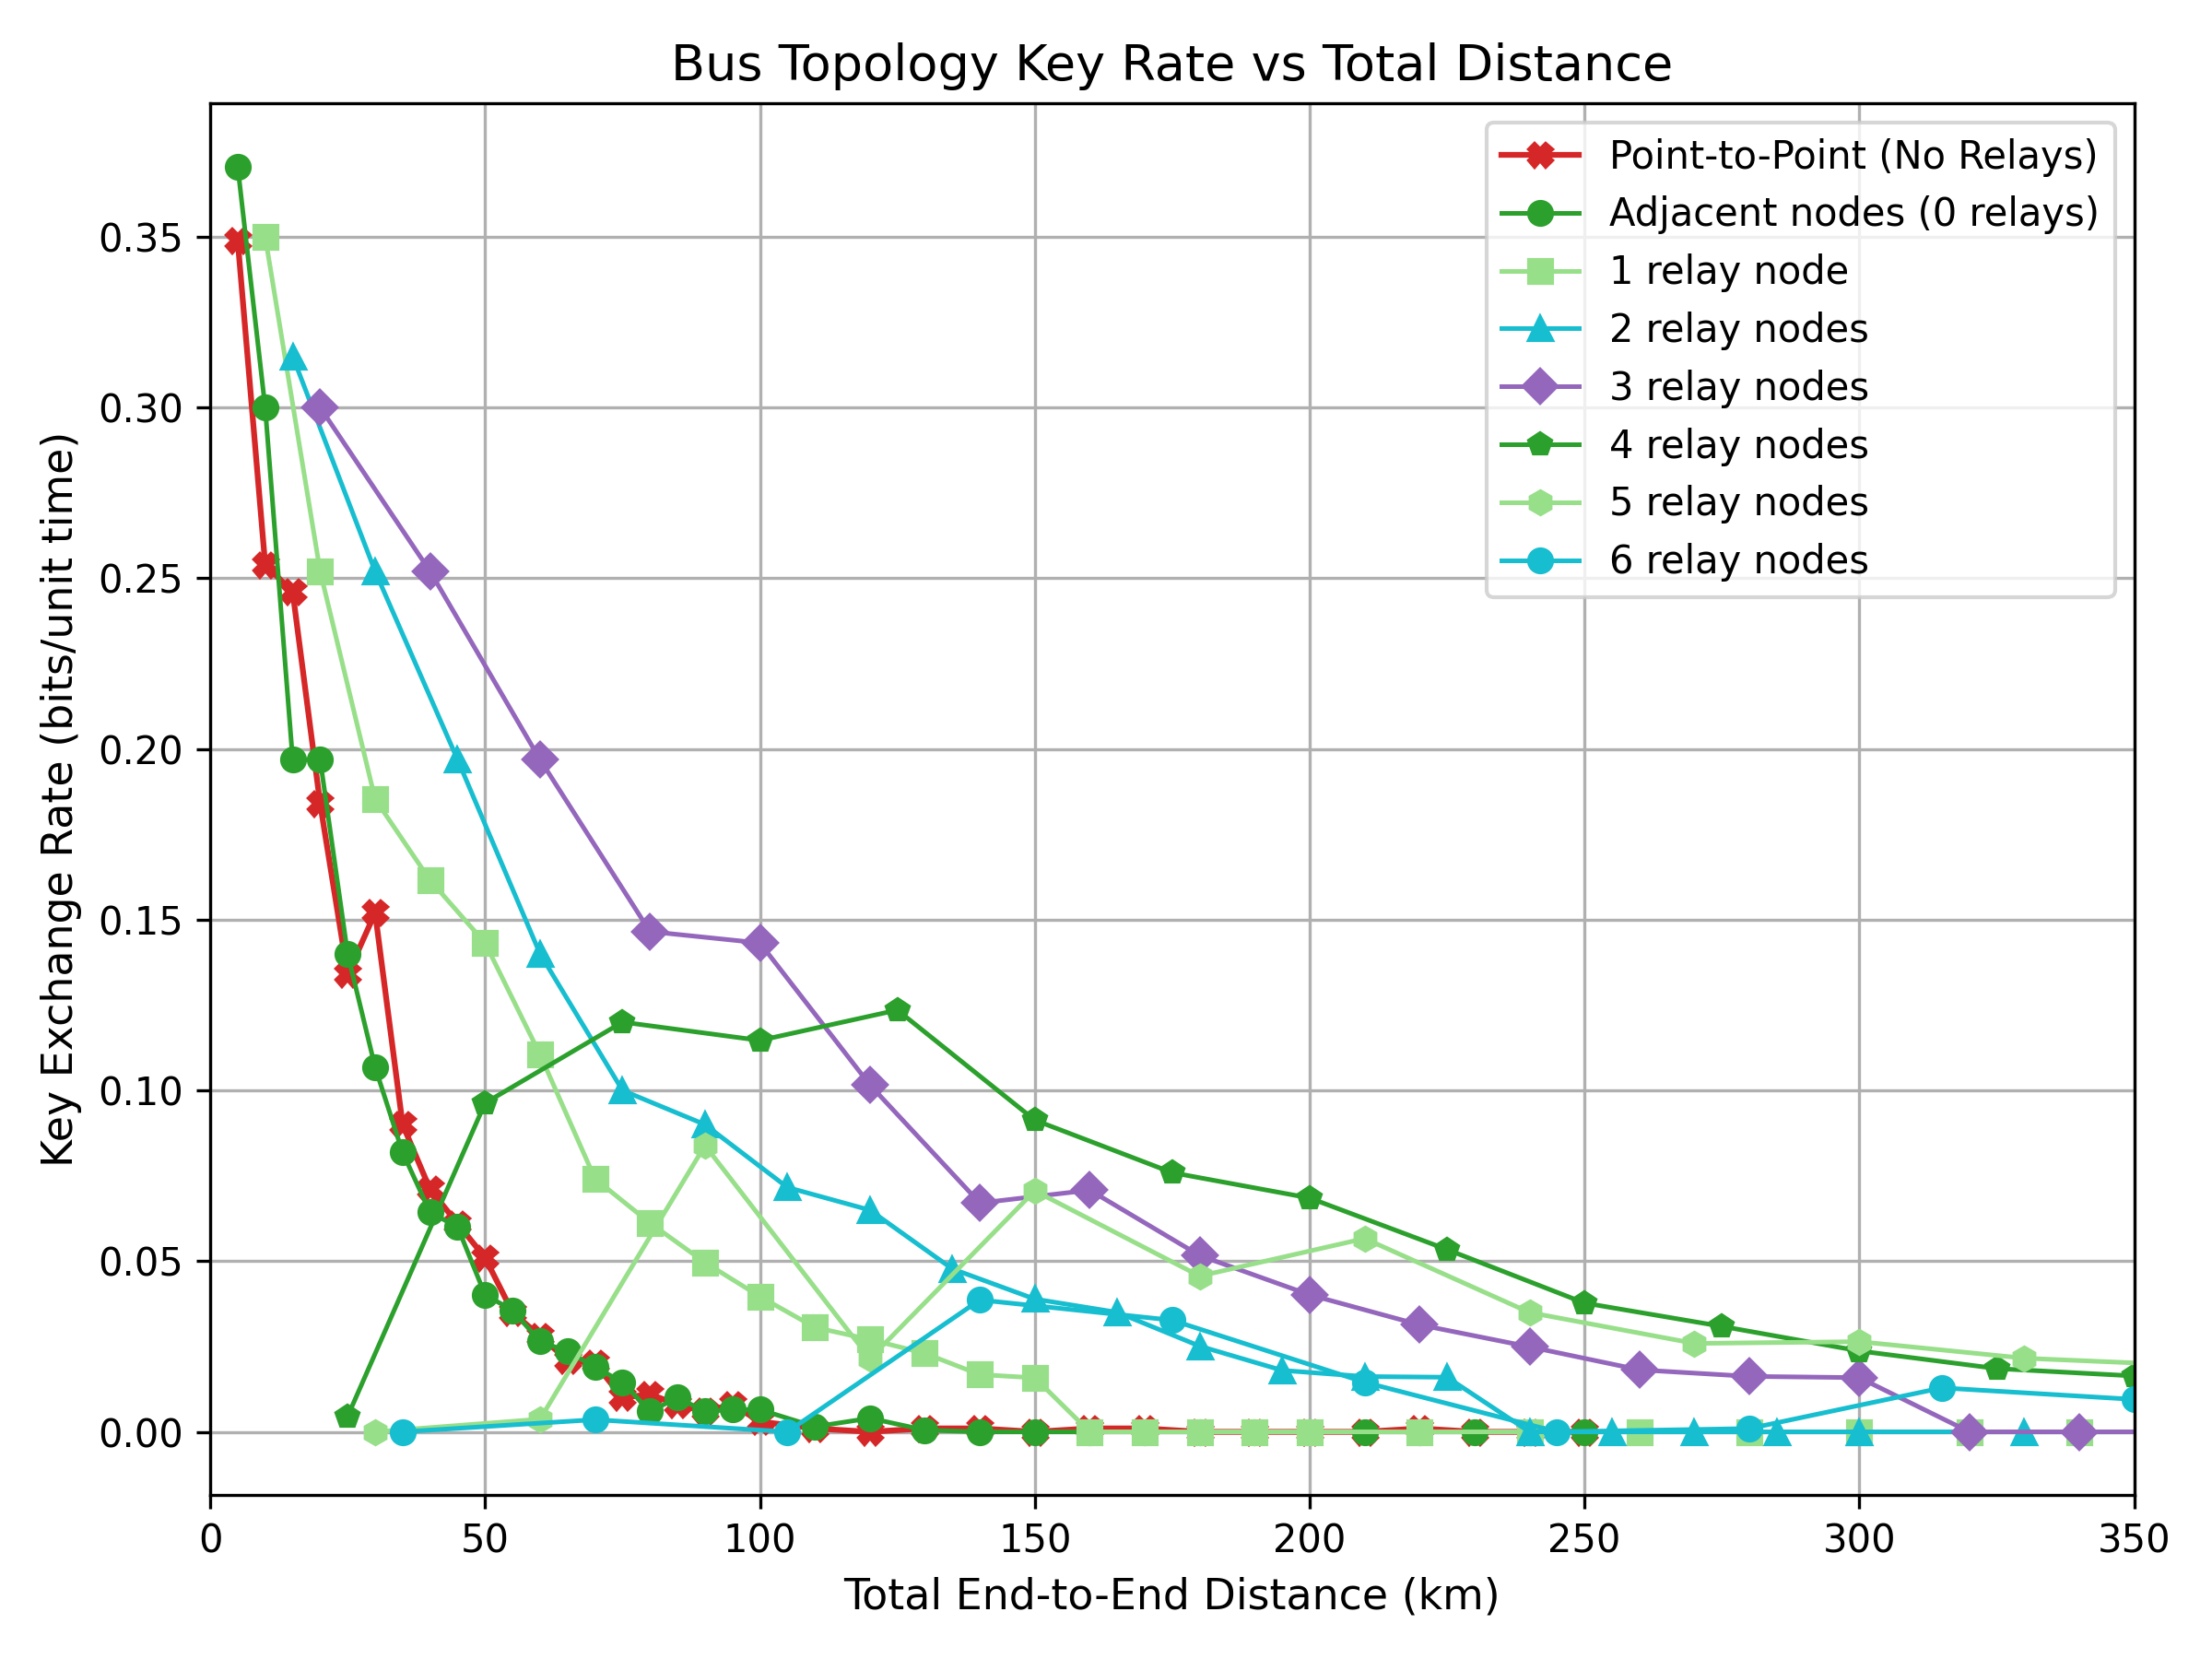 Bus Topology Key Rate vs Total Distance
Key Exchange Rate (bits/unit time)
0.35
0.30
0.25
0.20
0.15
0.10
0.05
0.00
Point-to-Point (No Relays)
Adjacent nodes (0 relays)
1 relay node
2 relay nodes
3 relay nodes
4 relay nodes
5 relay nodes
6 relay nodes
0 50 100 150 200 250 300 350
Total End-to-End Distance (km)